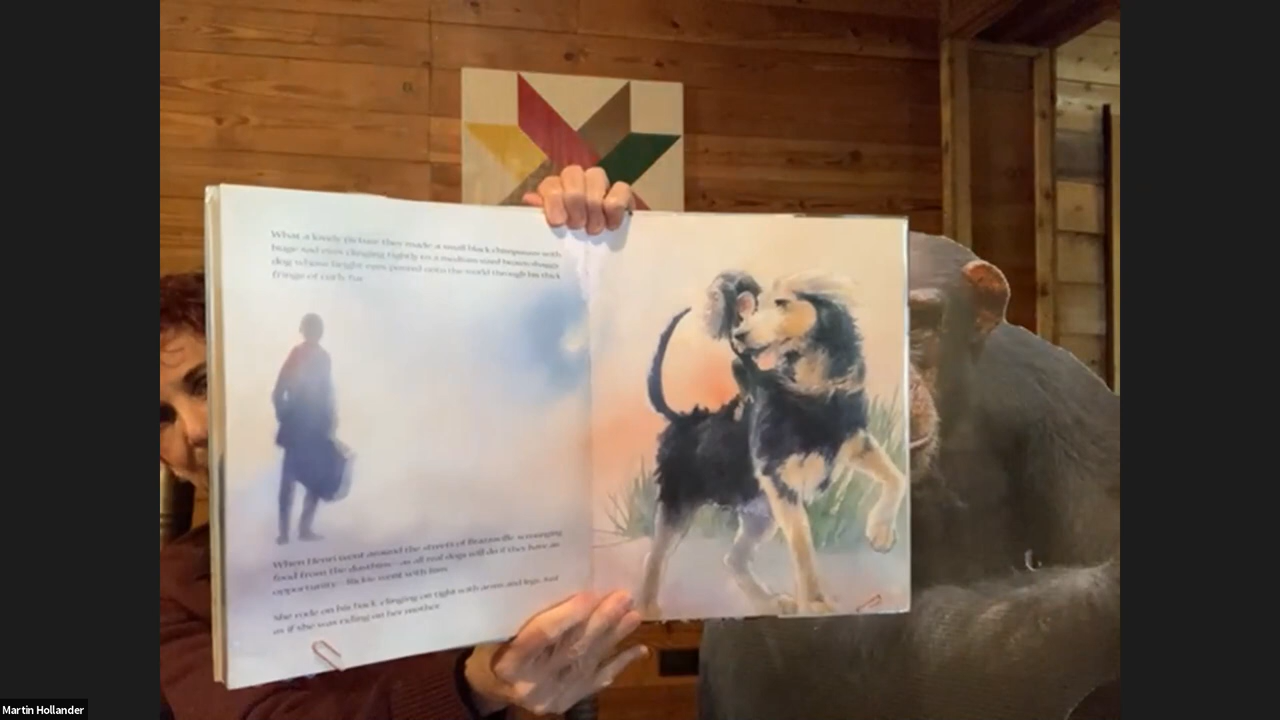 What a lovely picture they made a small black chimpanzee with
huge sad eyes clinging tightly to a medium-sized brown shaggy
dog whose bright eyes peered onto the world through his thick
fringe of curly fur.
When Henri went around the streets of Brazzaville scrounging
food from the dustbins—as all real dogs will do if they have an
opportunity—Rickie went with him.
She rode on his back, clinging on tight with arms and legs. Just
as if she was riding on her mother.
Martin Hollander